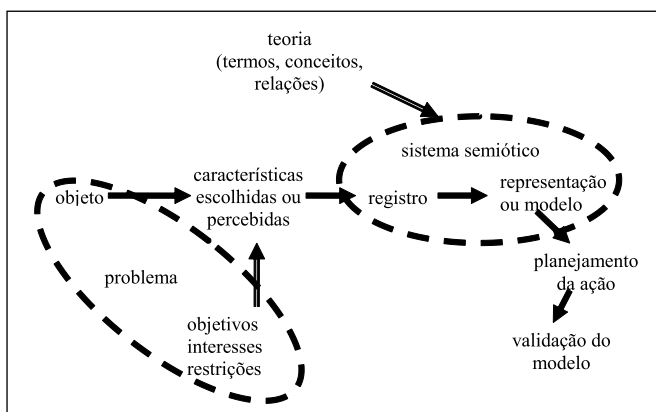 teoria
(termos, conceitos,
relações)
sistema semiótico
características
escolhidas ou
percebidas
objeto
registro
representação
ou modelo
problema
planejamento
da ação
objetivos
interesses
restrições
validação do
modelo